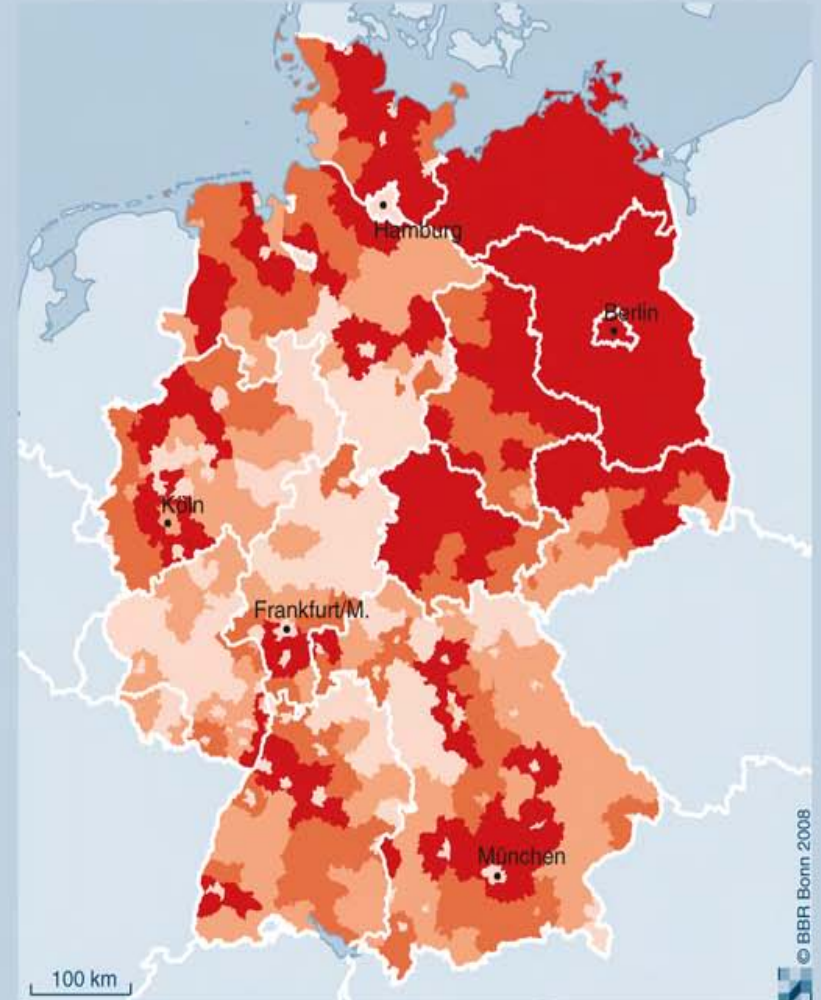 Hamburg
Berlin
Köln
Frankfurt/M.
München
100 km
© BBR Bonn 2008